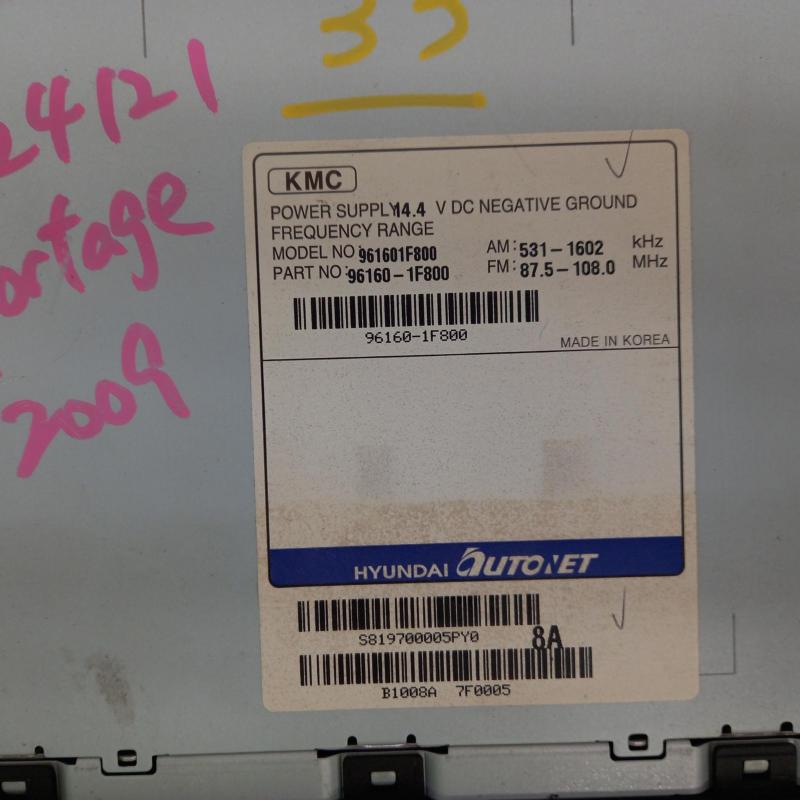 35
24121
ortage
2009
KMC
POWER SUPPLY 14.4 V DC NEGATIVE GROUND
FREQUENCY RANGE
MODEL NO: 961601F800 AM: 531-1602 kHz
PART NO: 96160-1F800 FM: 87.5-108.0 MHz
96160-1F800
MADE IN KOREA
HYUNDAI AUTONET
S819700005PY0
8A
B1008A 7F0005